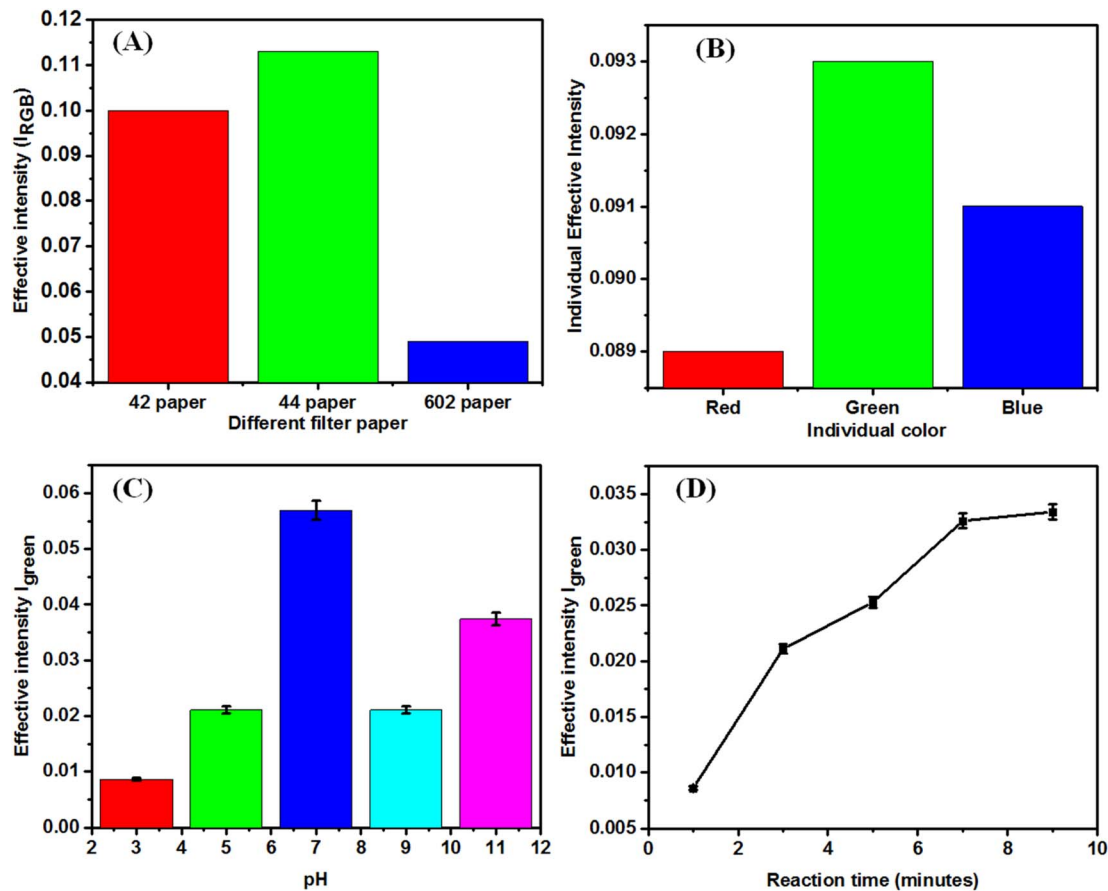 (A)
Effective intensity (I_RGB)
0.12
0.11
0.10
0.09
0.08
0.07
0.06
0.05
0.04
42 paper 44 paper 602 paper
Different filter paper
(B)
Individual Effective Intensity
0.093
0.092
0.091
0.090
0.089
Red Green Blue
Individual color
(C)
Effective intensity I_green
0.06
0.05
0.04
0.03
0.02
0.01
0.00
2 3 4 5 6 7 8 9 10 11 12
pH
(D)
Effective intensity I_green
0.035
0.030
0.025
0.020
0.015
0.010
0.005
0 2 4 6 8 10
Reaction time (minutes)